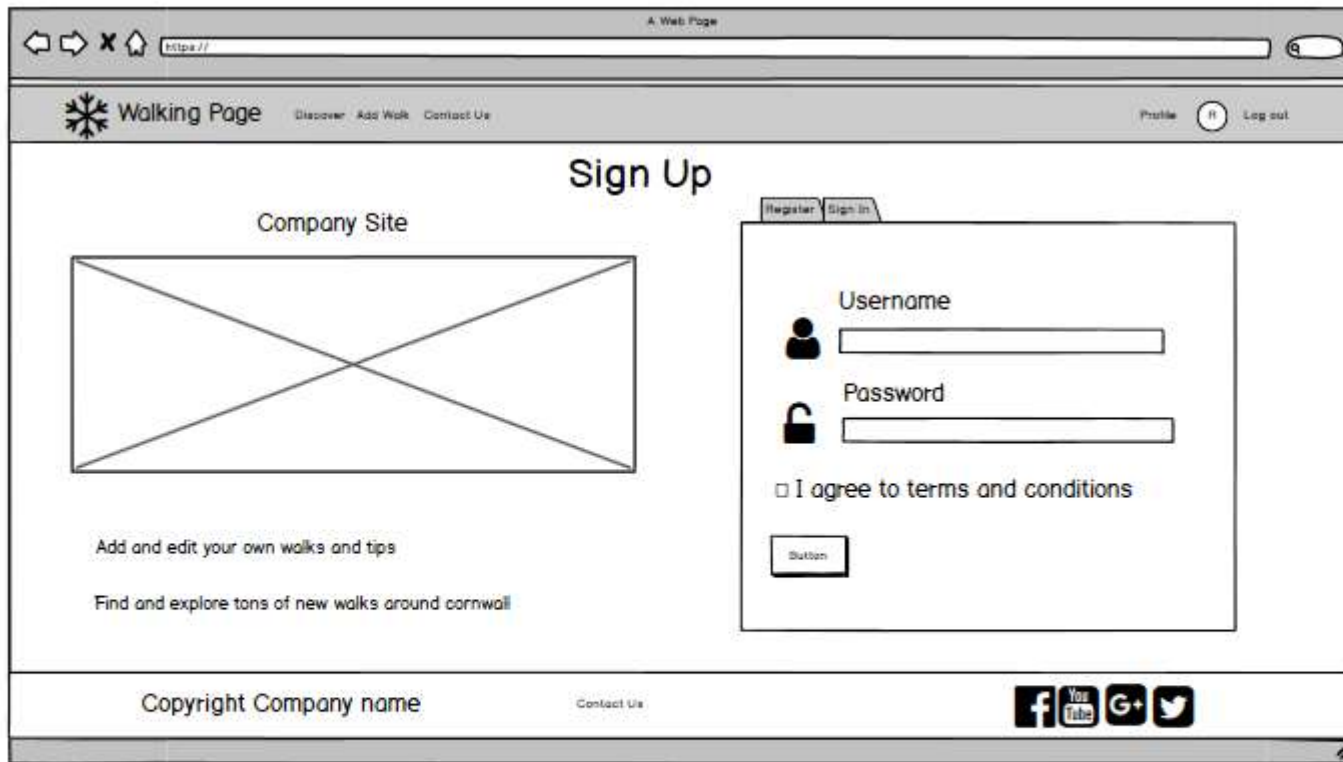 A Web Page
https://
Walking Page Discover Add Walk Contact Us Profile R Log out
Sign Up
Company Site
Register Sign In
Username
Password
I agree to terms and conditions
Button
Add and edit your own walks and tips
Find and explore tons of new walks around cornwall
Copyright Company name Contact Us f You Tube G+